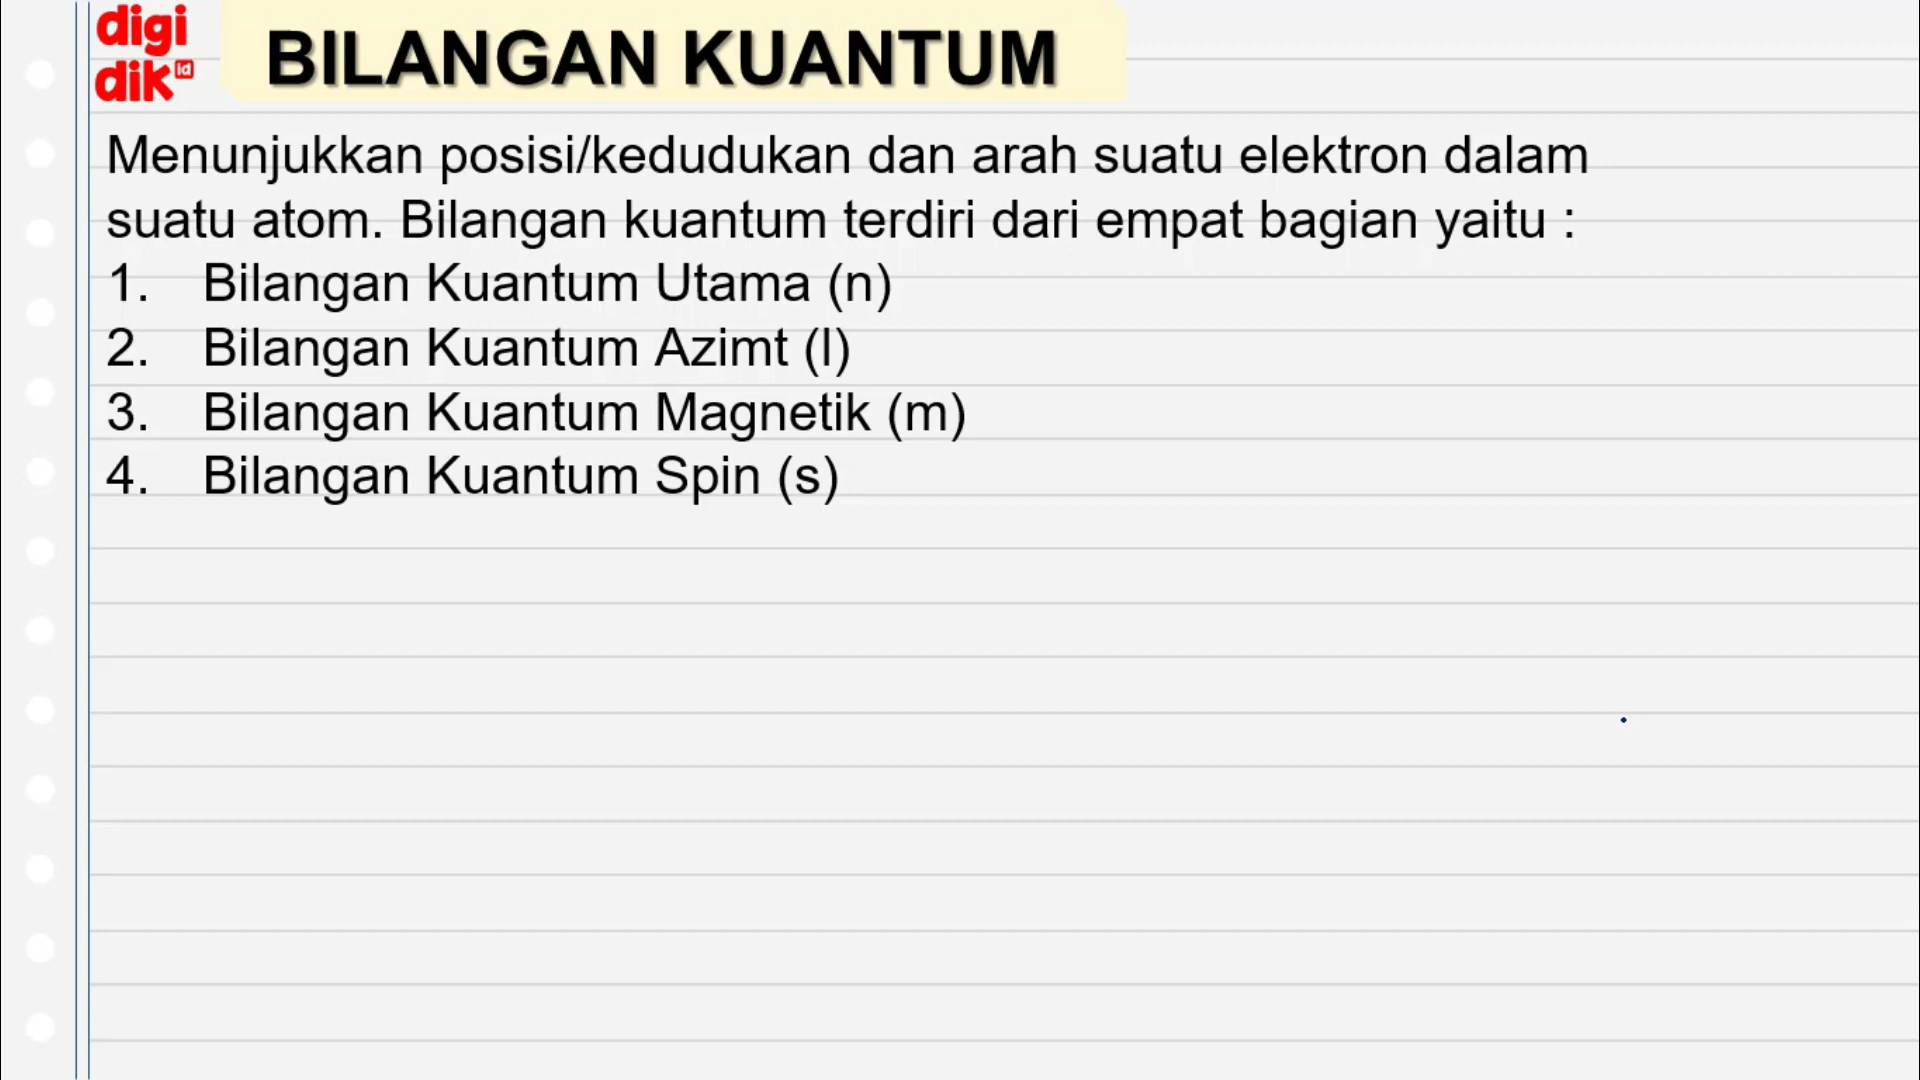 digi
dik id
BILANGAN KUANTUM
Menunjukkan posisi/kedudukan dan arah suatu elektron dalam
suatu atom. Bilangan kuantum terdiri dari empat bagian yaitu :
1. Bilangan Kuantum Utama (n)
2. Bilangan Kuantum Azimt (l)
3. Bilangan Kuantum Magnetik (m)
4. Bilangan Kuantum Spin (s)